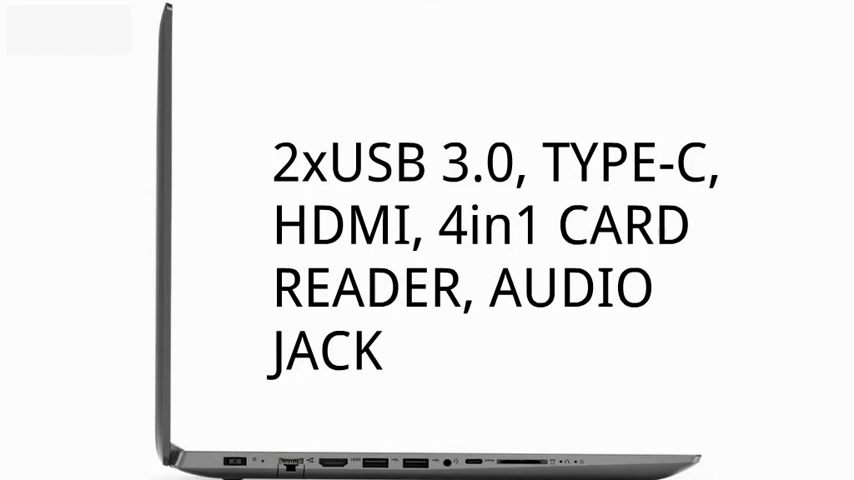 2xUSB 3.0, TYPE-C,
HDMI, 4in1 CARD
READER, AUDIO
JACK